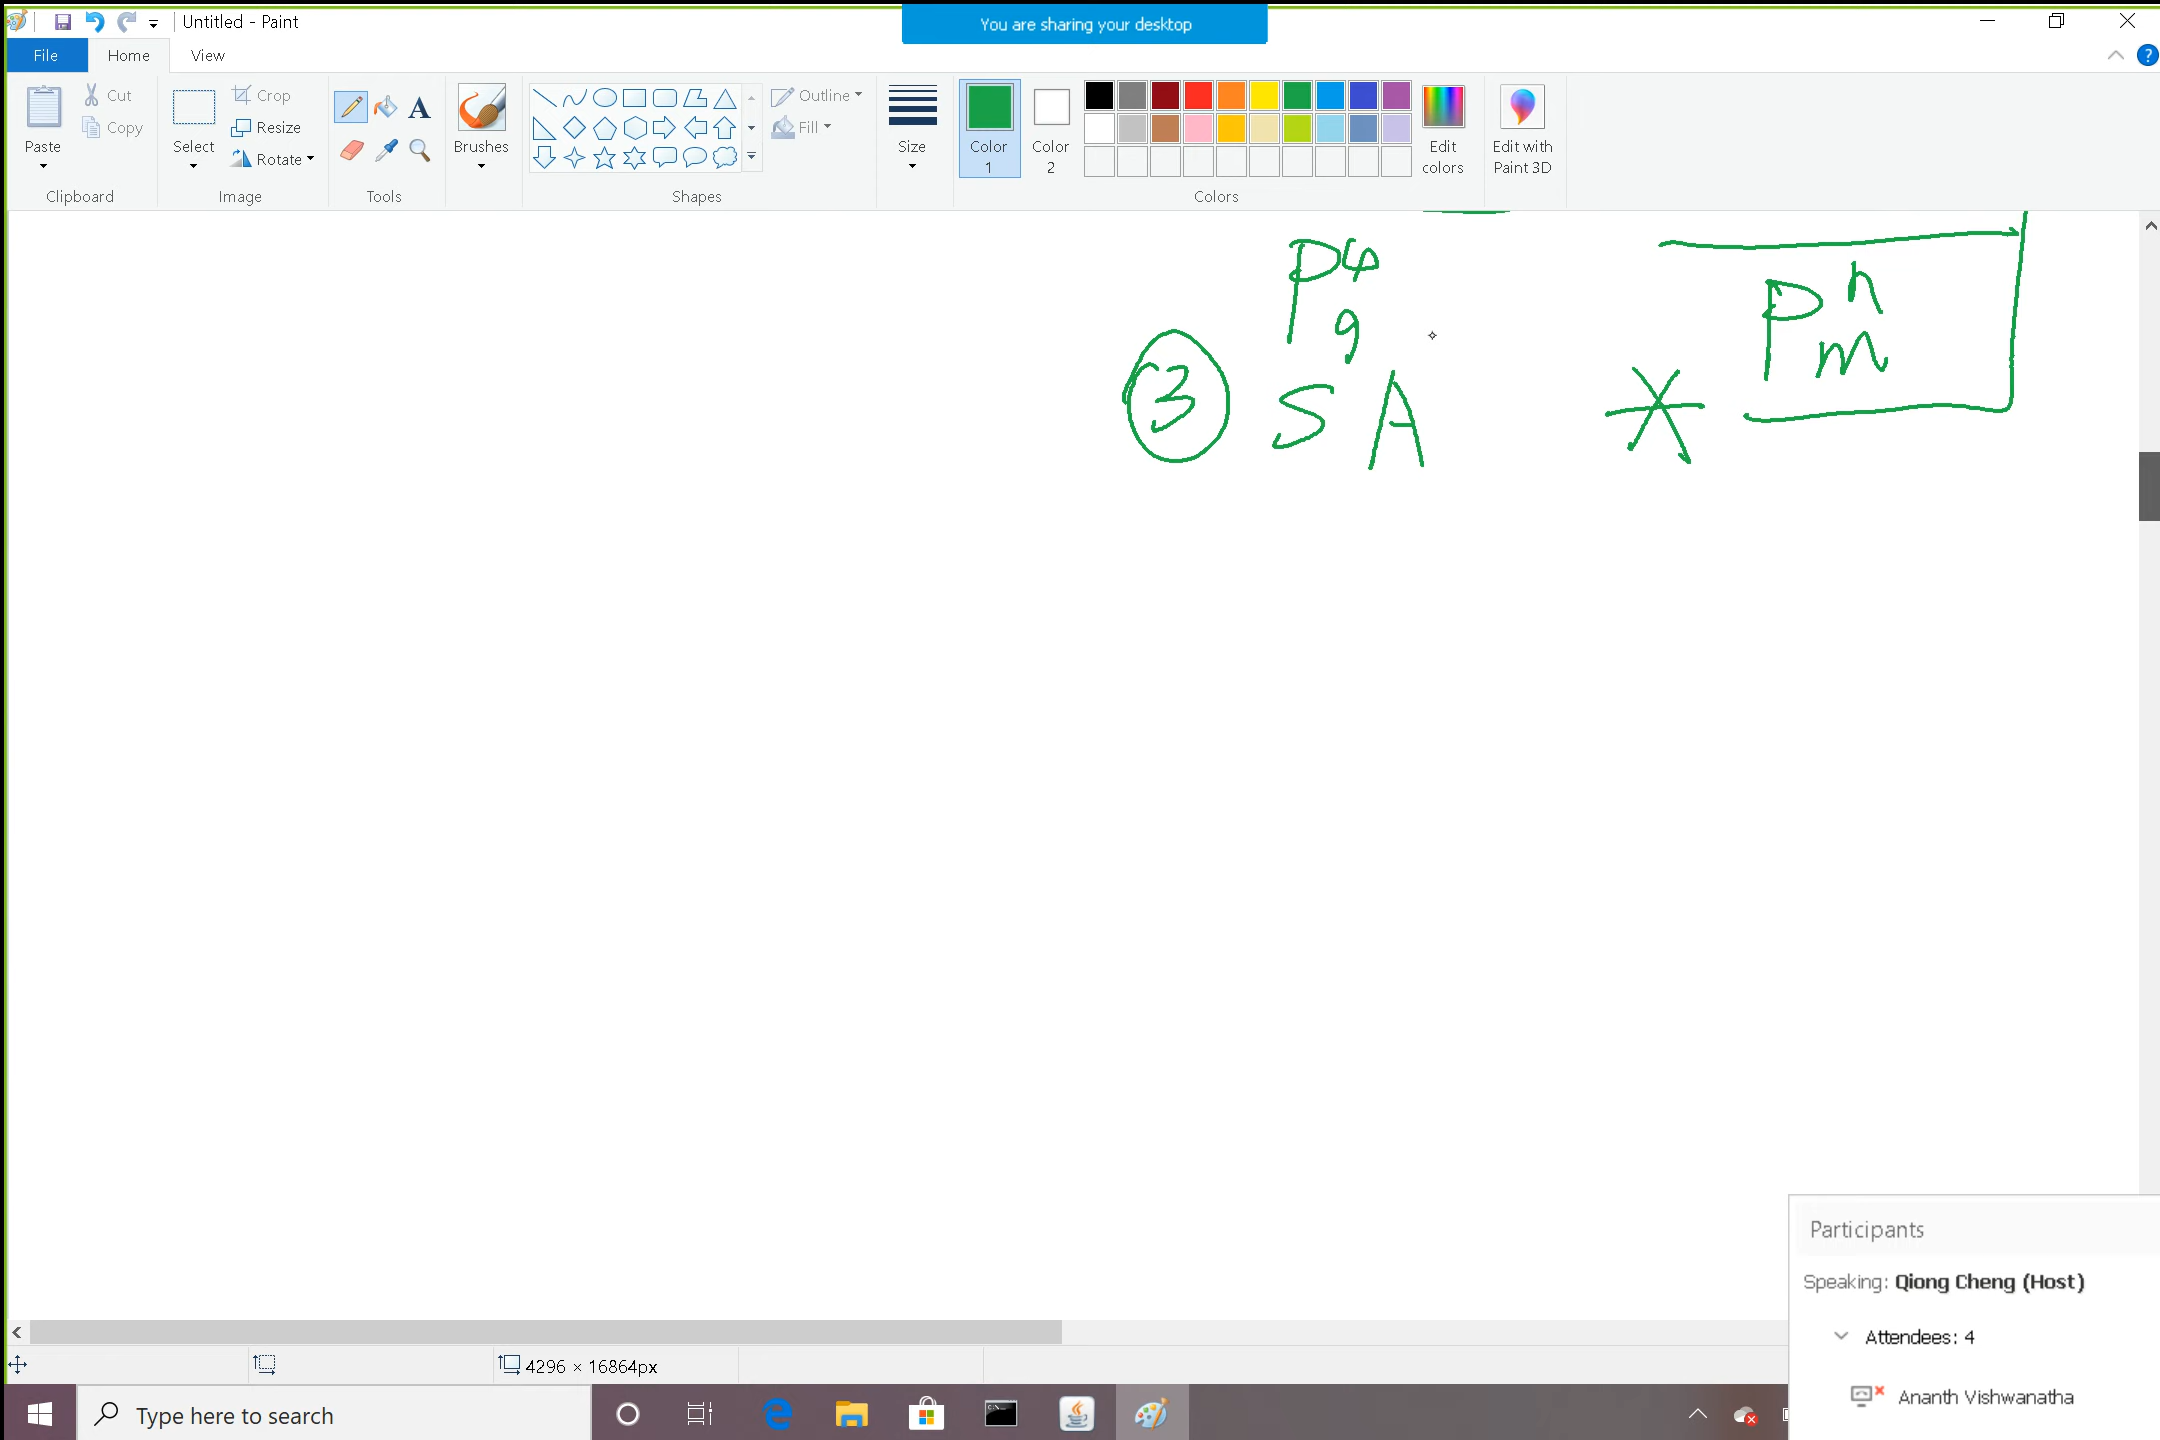 Untitled - Paint
You are sharing your desktop
File
Home
View
Paste
Cut
Copy
Clipboard
Select
Crop
Resize
Rotate
Image
A
Tools
Brushes
Outline
Fill
Shapes
Size
Color
1
Color
2
Edit
colors
Colors
Edit with
Paint 3D
?
P 4
9
P n
m
3 S A
4296 × 16864px
Participants
Speaking: Qiong Cheng (Host)
Attendees: 4
Ananth Vishwanatha
Type here to search